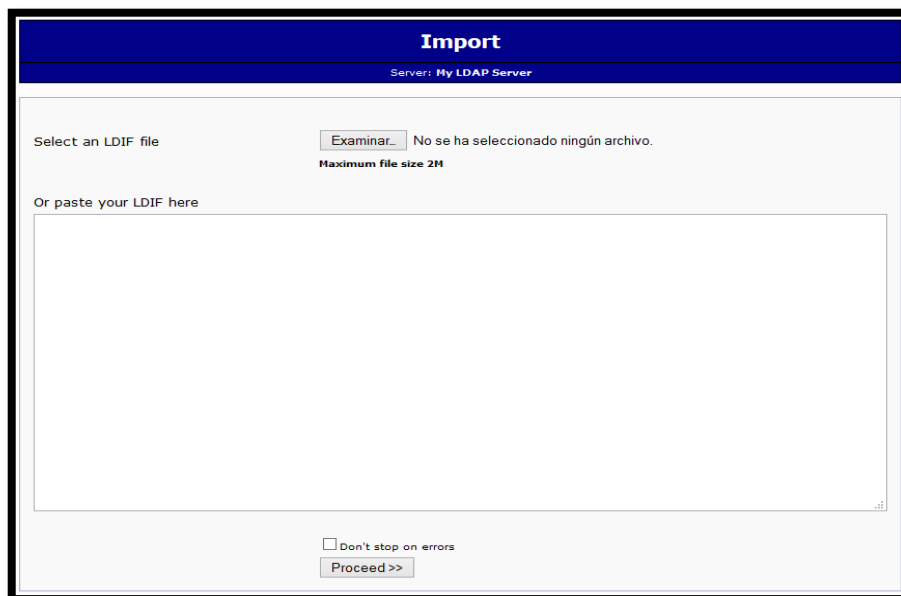 Import
Server: My LDAP Server
Select an LDIF file
Examinar_ No se ha seleccionado ningún archivo.
Maximum file size 2M
Or paste your LDIF here
Don't stop on errors
Proceed >>